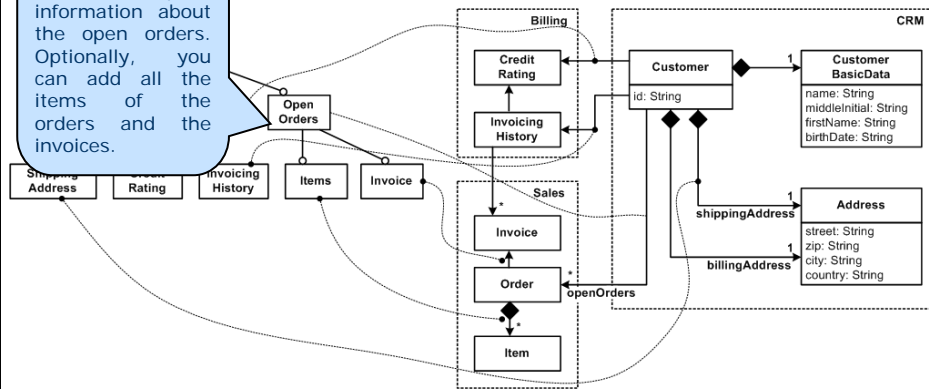 information about
the open orders.
Optionally, you
can add all the
items of the
orders and the
invoices.
Open
Orders
Shipping
Address
Credit
Rating
Invoicing
History
Items
Invoice
Billing
Credit
Rating
Invoicing
History
Sales
*
Invoice
Order
*
openOrders
*
Item
CRM
Customer
id: String
1
Customer
BasicData
name: String
middleInitial: String
firstName: String
birthDate: String
1
shippingAddress
1
billingAddress
Address
street: String
zip: String
city: String
country: String